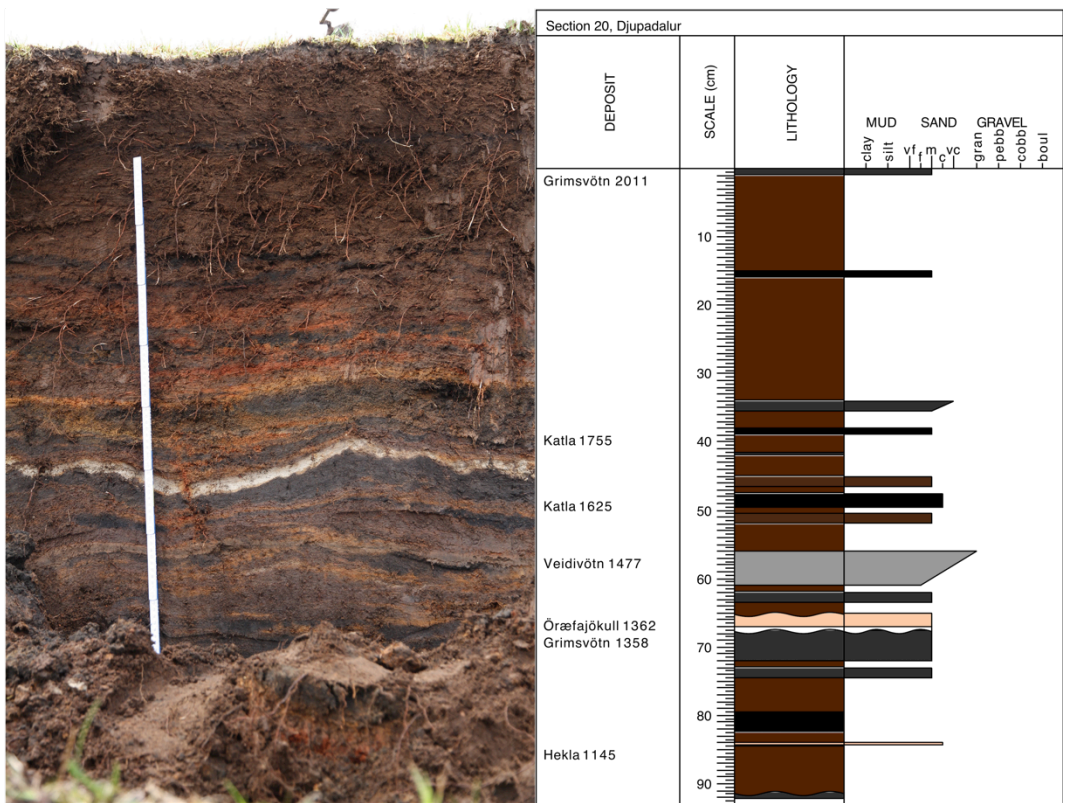 Section 20, Djupadalur
DEPOSIT
SCALE (cm)
LITHOLOGY
MUD SAND GRAVEL
clay silt vf f m c vc gran pebb cobb boul
Grimsvötn 2011
10
20
30
Katla 1755
40
Katla 1625
50
Veidivötn 1477
60
Öræfajökull 1362
Grimsvötn 1358
70
80
Hekla 1145
90